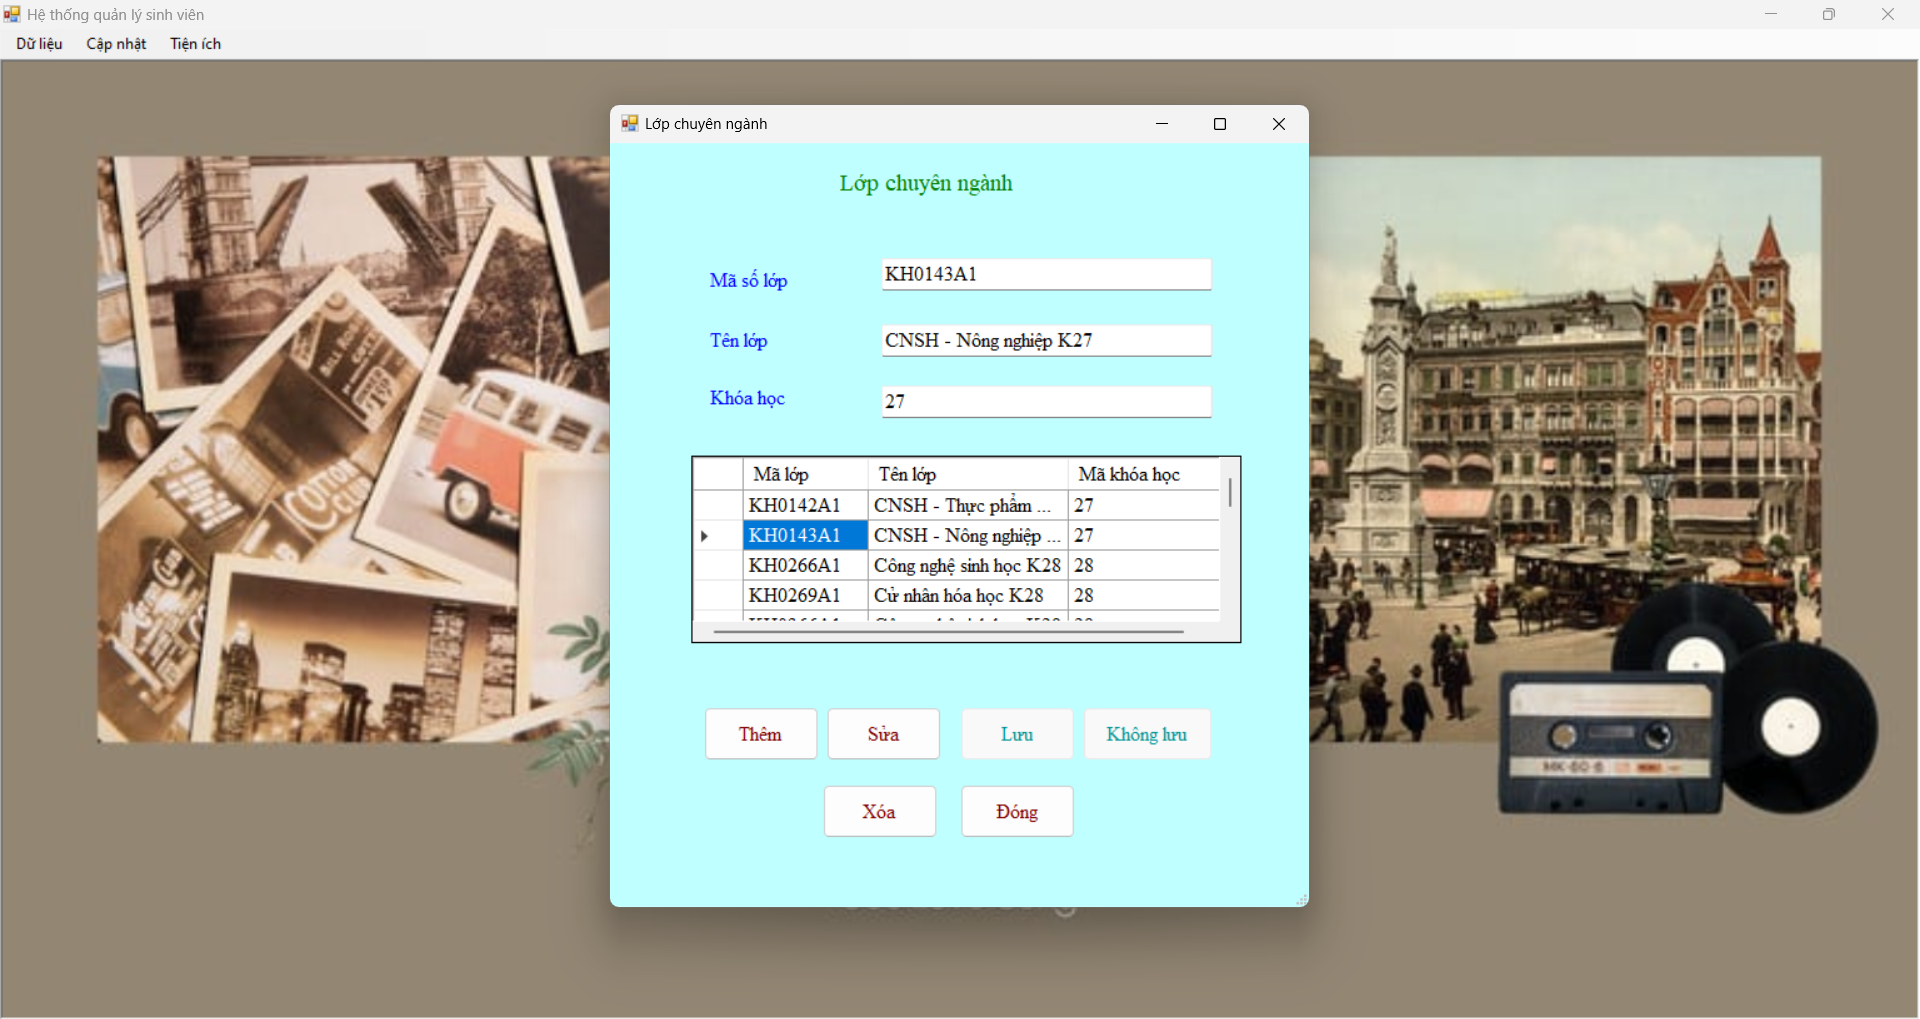 Hệ thống quản lý sinh viên
Dữ liệu Cập nhật Tiện ích
Lớp chuyên ngành
Lớp chuyên ngành
Mã số lớp KH0143A1
Tên lớp CNSH - Nông nghiệp K27
Khóa học 27
Mã lớp Tên lớp Mã khóa học
KH0142A1 CNSH - Thực phẩm ... 27
KH0143A1 CNSH - Nông nghiệp ... 27
KH0266A1 Công nghệ sinh học K28 28
KH0269A1 Cử nhân hóa học K28 28
Thêm Sửa Lưu Không lưu
Xóa Đóng
COTTON CLUB